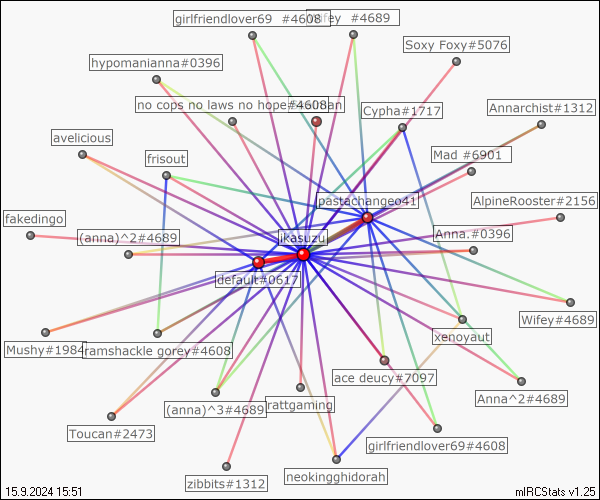 girlfriendlover69 #4608
ifey #4689
Soxy Foxy#5076
hypomanianna#0396
no cops no laws no hope
#4608
an
Cypha#1717
Annarchist#1312
avelicious
frisout
Mad #6901
pastachangeo41
AlpineRooster#2156
fakedingo
(anna)^2#4689
ikasuzu
Anna.#0396
default#0617
Wifey#4689
Mushy#1984
ramshackle gorey#4608
xenoyaut
ace deucy#7097
Anna^2#4689
(anna)^3#4689
rattgaming
Toucan#2473
girlfriendlover69#4608
zibbits#1312
neokingghidorah
15.9.2024 15:51
mIRCStats v1.25